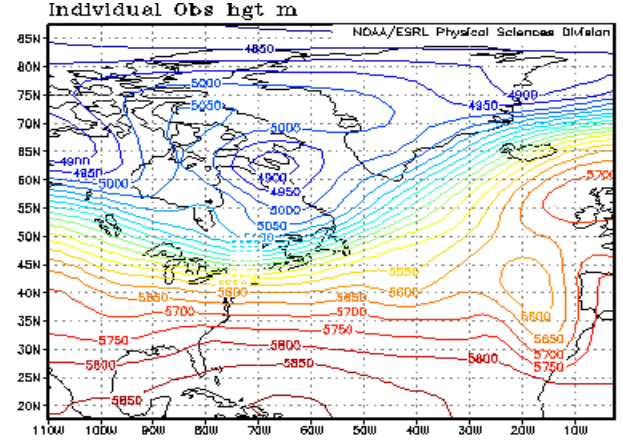 Individual Obs hgt m
NOAA/ESRL Physical Sciences Division
85N
4850
80N
5000
75N
5050
4950
4900
70N
5000
65N
4900
4850
5000
4900
4950
5700
60N
55N
5000
5050
50N
45N
5550
5600
5650
5650
5600
5600
40N
5700
5700
5650
35N
5750
5750
5700
30N
5800
5800
5800
5750
25N
5850
20N
5850
110W 100W 90W 80W 70W 60W 50W 40W 30W 20W 10W